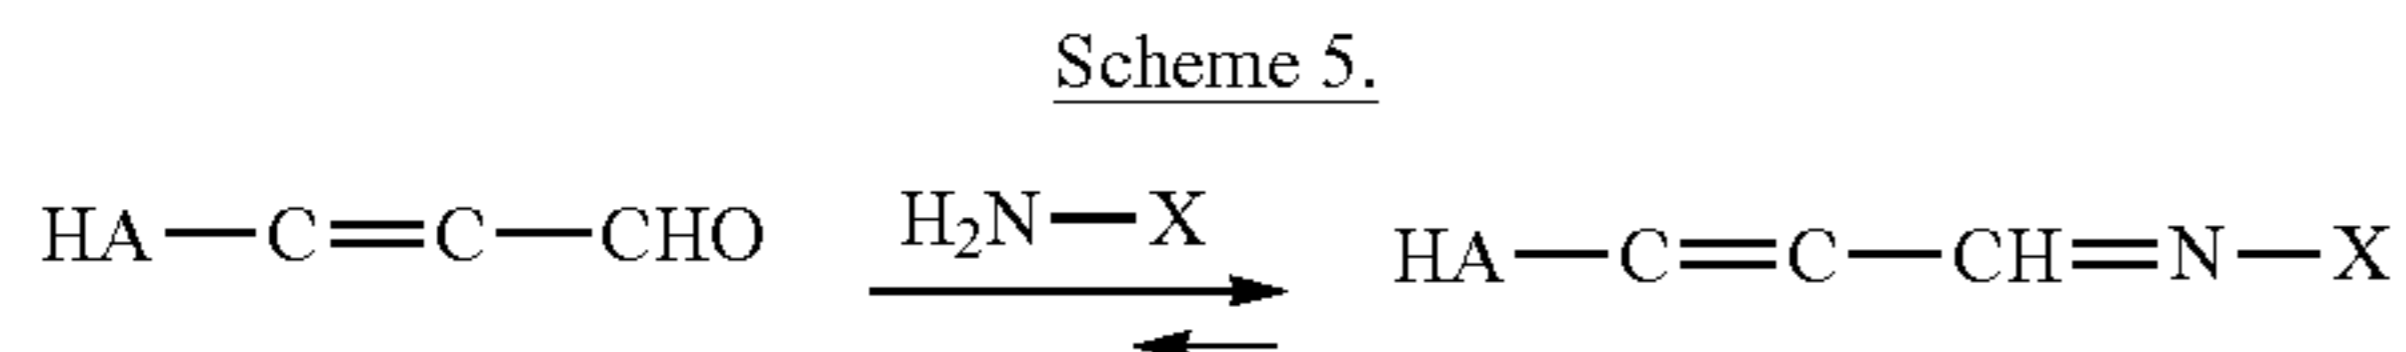 Scheme 5.
HA—C=C—CHO H₂N—X HA—C=C—CH=N—X